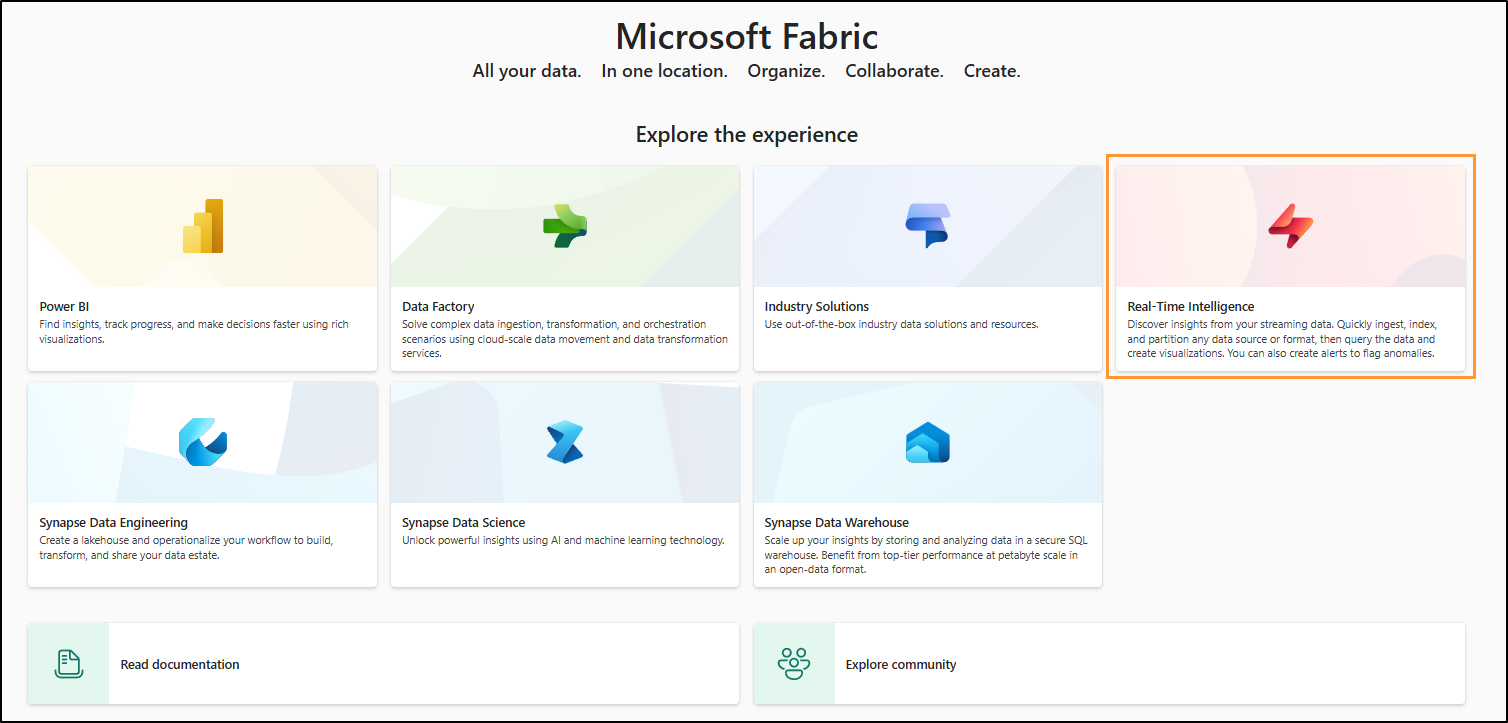 Microsoft Fabric
All your data. In one location. Organize. Collaborate. Create.
Explore the experience
Power BI
Find insights, track progress, and make decisions faster using rich
visualizations.
Data Factory
Solve complex data ingestion, transformation, and orchestration
scenarios using cloud-scale data movement and data transformation
services.
Industry Solutions
Use out-of-the-box industry data solutions and resources.
Real-Time Intelligence
Discover insights from your streaming data. Quickly ingest, index,
and partition any data source or format, then query the data and
create visualizations. You can also create alerts to flag anomalies.
Synapse Data Engineering
Create a lakehouse and operationalize your workflow to build,
transform, and share your data estate.
Synapse Data Science
Unlock powerful insights using AI and machine learning technology.
Synapse Data Warehouse
Scale up your insights by storing and analyzing data in a secure SQL
warehouse. Benefit from top-tier performance at petabyte scale in
an open-data format.
Read documentation
Explore community